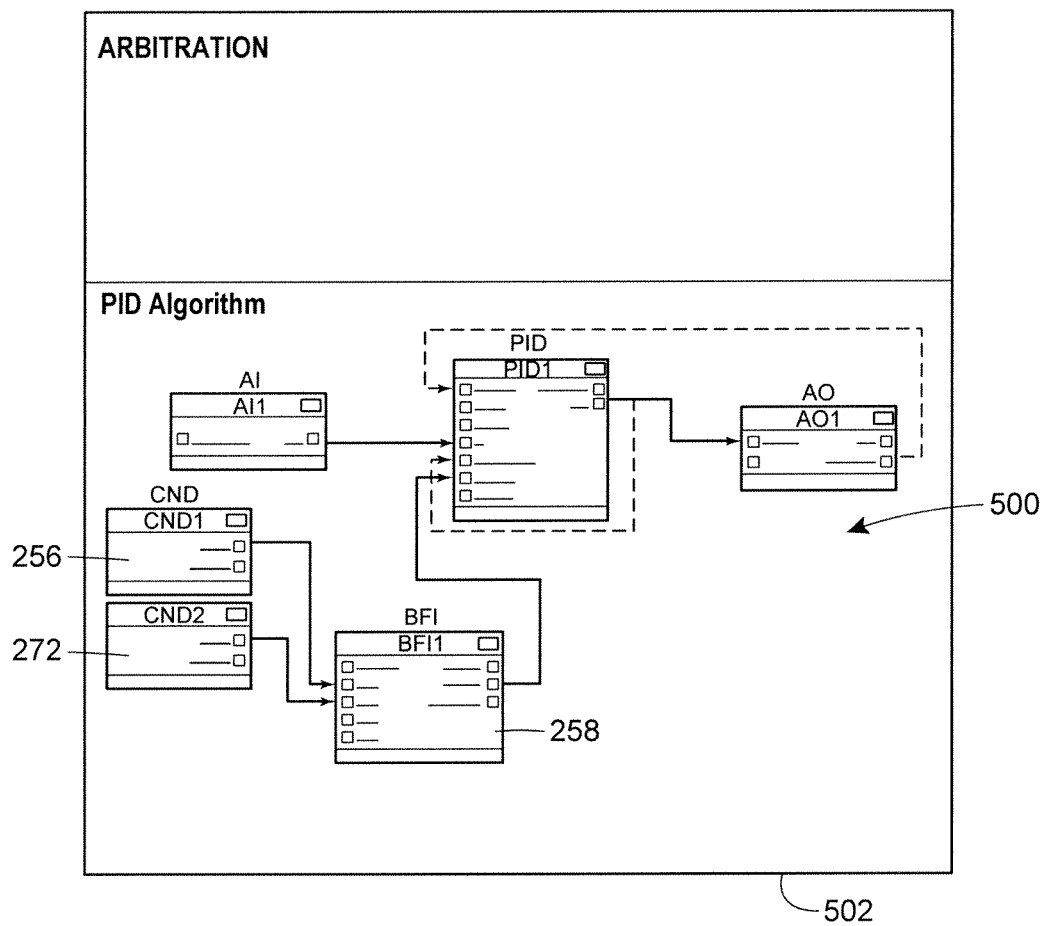 ARBITRATION
PID Algorithm
PID
PID1
AI
AI1
AO
AO1
CND
CND1
256
500
CND2
272
BFI
BFI1
258
502